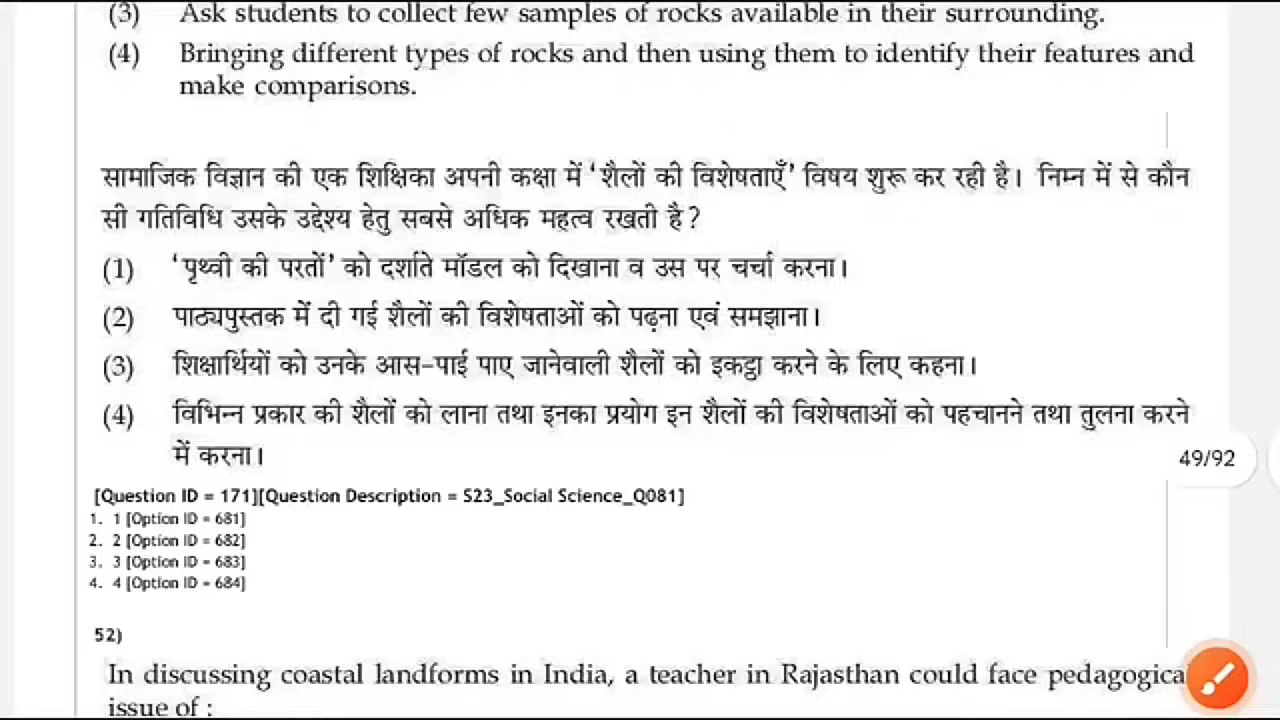 (3) Ask students to collect few samples of rocks available in their surrounding.
(4) Bringing different types of rocks and then using them to identify their features and
make comparisons.
सामाजिक विज्ञान की एक शिक्षिका अपनी कक्षा में ‘शैलों की विशेषताएँ’ विषय शुरू कर रही है। निम्न में से कौन
सी गतिविधि उसके उद्देश्य हेतु सबसे अधिक महत्व रखती है?
(1) ‘पृथ्वी की परतों’ को दर्शाते मॉडल को दिखाना व उस पर चर्चा करना।
(2) पाठ्यपुस्तक में दी गई शैलों की विशेषताओं को पढ़ना एवं समझाना।
(3) शिक्षार्थियों को उनके आस-पाई पाए जानेवाली शैलों को इकट्ठा करने के लिए कहना।
(4) विभिन्न प्रकार की शैलों को लाना तथा इनका प्रयोग इन शैलों की विशेषताओं को पहचानने तथा तुलना करने
में करना।
49/92
[Question ID = 171][Question Description = S23_Social Science_Q081]
1. 1 [Option ID = 681]
2. 2 [Option ID = 682]
3. 3 [Option ID = 683]
4. 4 [Option ID = 684]
52)
In discussing coastal landforms in India, a teacher in Rajasthan could face pedagogica
issue of :